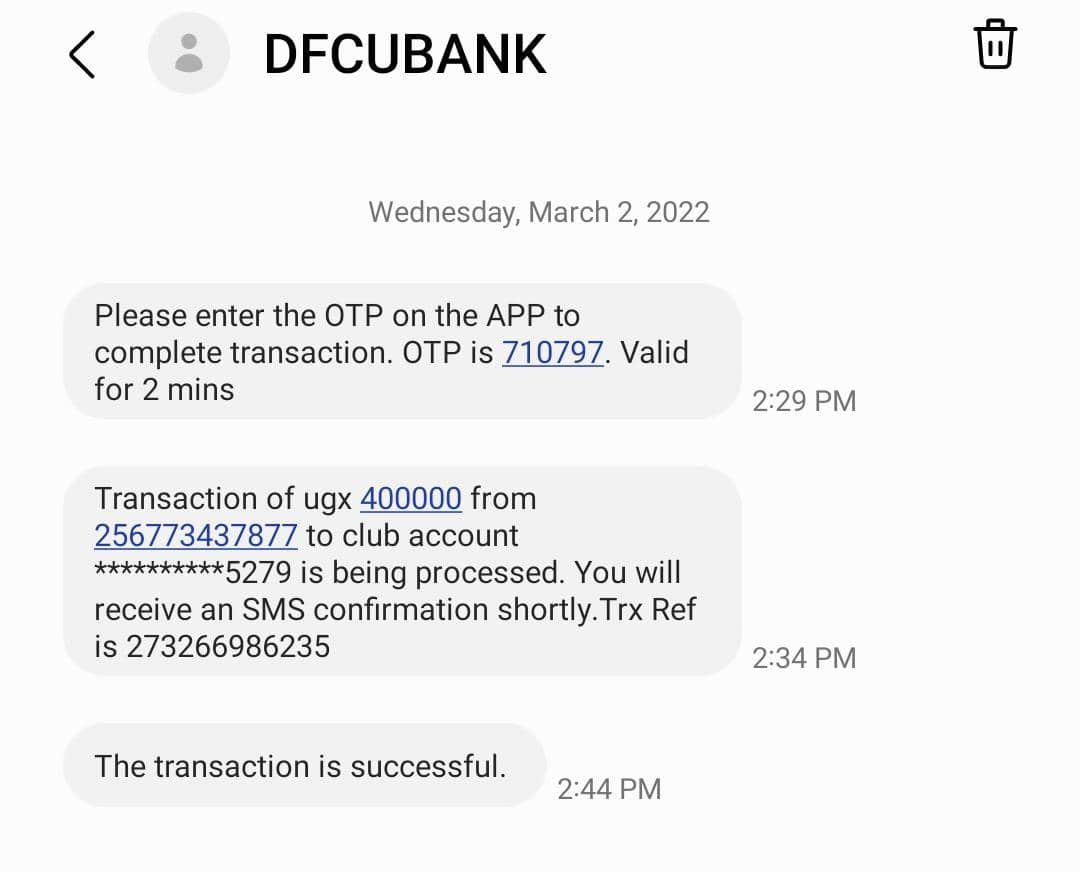 DFCUBANK
Wednesday, March 2, 2022
Please enter the OTP on the APP to
complete transaction. OTP is 710797. Valid
for 2 mins
2:29 PM
Transaction of ugx 400000 from
256773437877 to club account
**********5279 is being processed. You will
receive an SMS confirmation shortly.Trx Ref
is 273266986235
2:34 PM
The transaction is successful.
2:44 PM